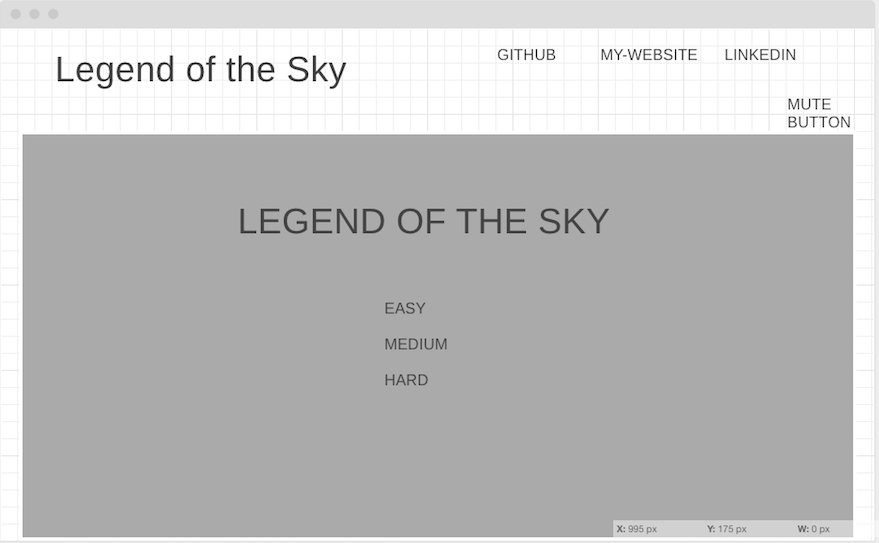 Legend of the Sky
GITHUB
MY-WEBSITE
LINKEDIN
MUTE
BUTTON
LEGEND OF THE SKY
EASY
MEDIUM
HARD
X: 995 px
Y: 175 px
W: 0 px